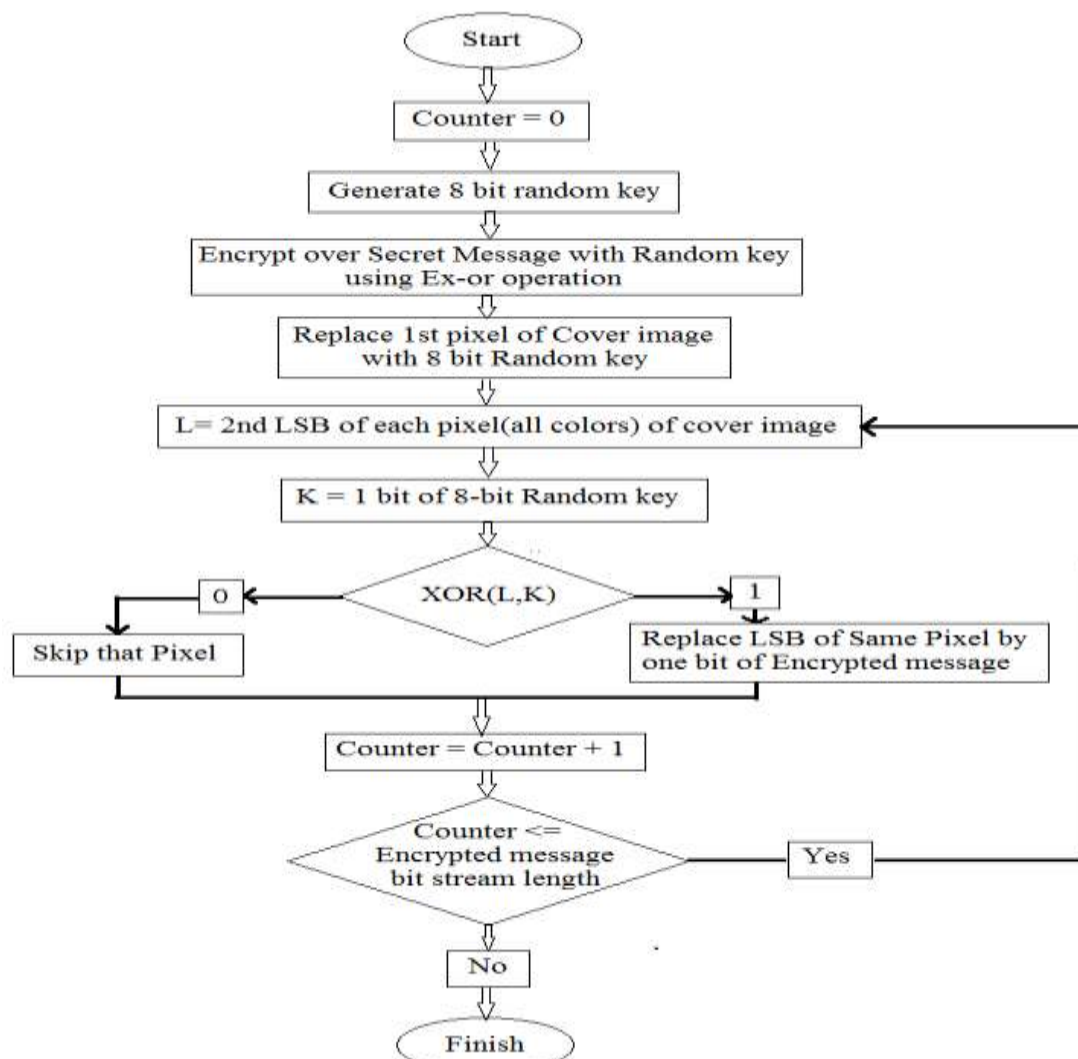 Start
Counter = 0
Generate 8 bit random key
Encrypt over Secret Message with Random key
using Ex-or operation
Replace 1st pixel of Cover image
with 8 bit Random key
L= 2nd LSB of each pixel(all colors) of cover image
K = 1 bit of 8-bit Random key
XOR(L,K)
0
1
Skip that Pixel
Replace LSB of Same Pixel by
one bit of Encrypted message
Counter = Counter + 1
Counter <=
Encrypted message
bit stream length
Yes
No
Finish